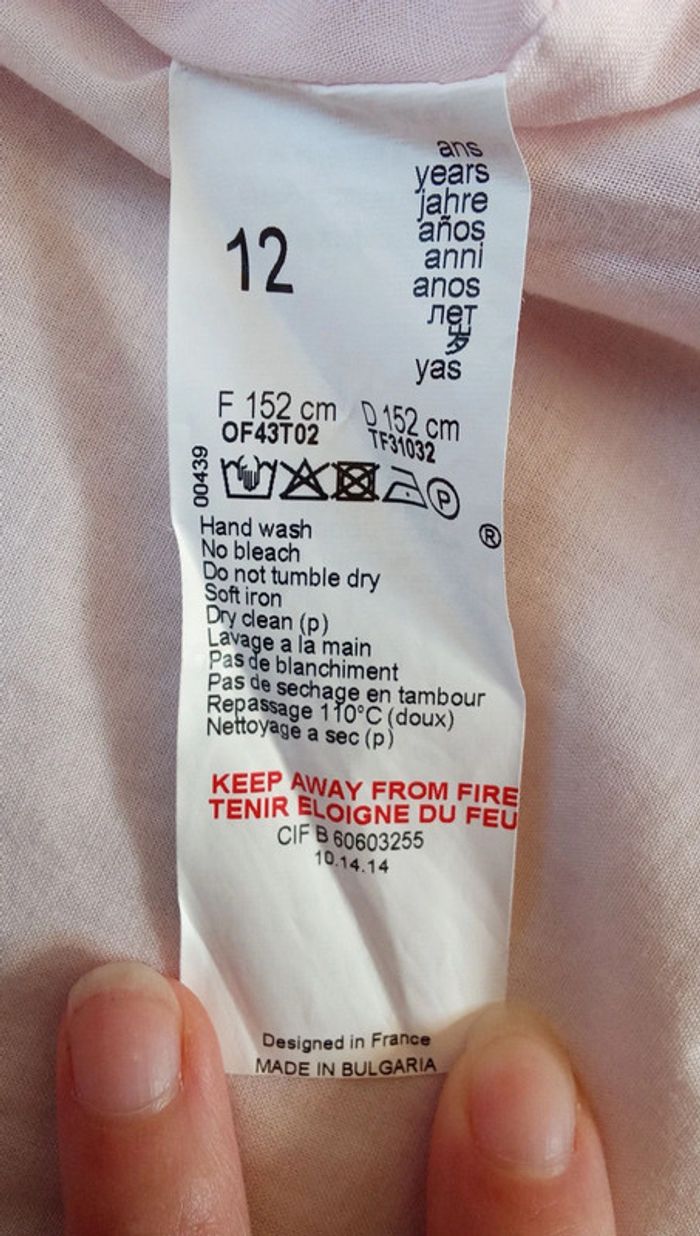 12
ans
years
jahre
años
anni
anos
лет
岁
yas
F 152 cm D 152 cm
OF43T02 TF31032
00439
P
®
Hand wash
No bleach
Do not tumble dry
Soft iron
Dry clean (p)
Lavage a la main
Pas de blanchiment
Pas de sechage en tambour
Repassage 110°C (doux)
Nettoyage a sec (p)
KEEP AWAY FROM FIRE
TENIR ELOIGNE DU FEU
CIF B 60603255
10.14.14
Designed in France
MADE IN BULGARIA